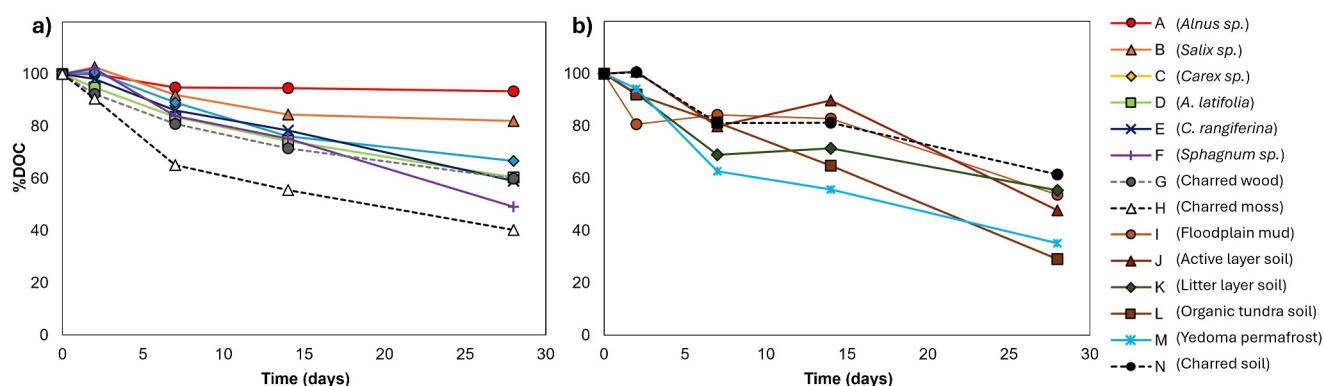 a)
%DOC
100
80
60
40
20
0
0 5 10 15 20 25 30
Time (days)
b)
100
80
60
40
20
0
0 5 10 15 20 25 30
Time (days)
A (Alnus sp.)
B (Salix sp.)
C (Carex sp.)
D (A. latifolia)
E (C. rangiferina)
F (Sphagnum sp.)
G (Charred wood)
H (Charred moss)
I (Floodplain mud)
J (Active layer soil)
K (Litter layer soil)
L (Organic tundra soil)
M (Yedoma permafrost)
N (Charred soil)